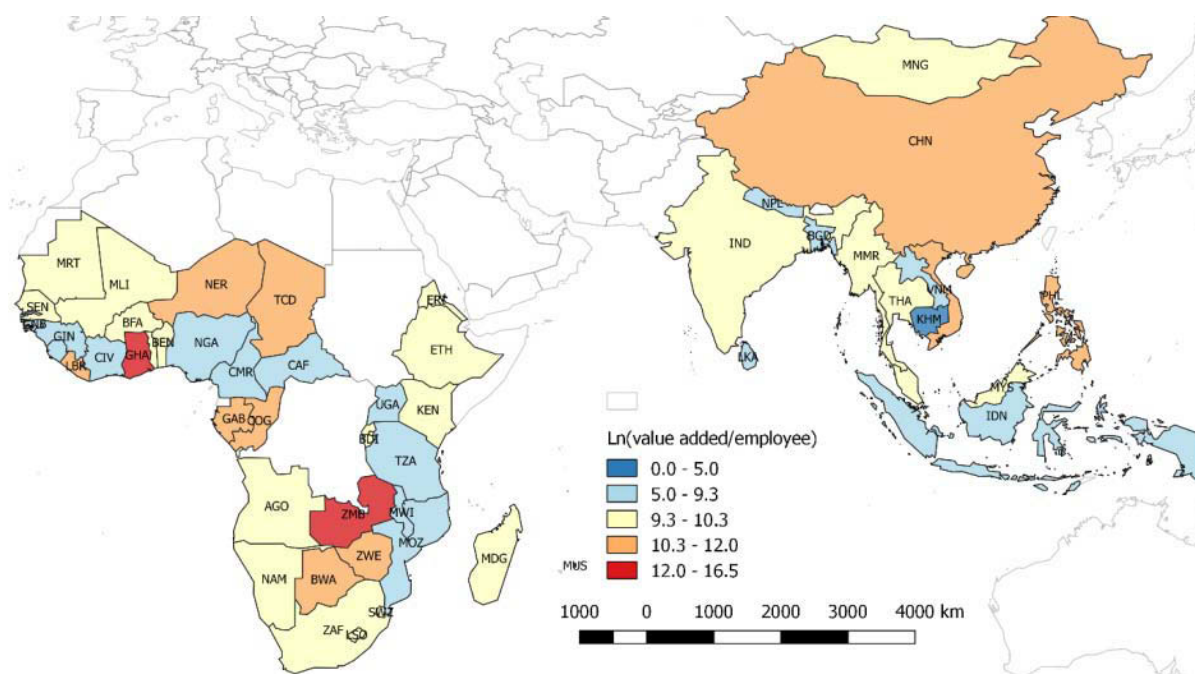 MNG
CHN
NPL
BGD
IND
MMR
VNM
THA
KHM
PHL
LKA
MYS
IDN
MRT
MLI
NER
TCD
SEN
GNB
BFA
GIN
BEN
NGA
CIV
GHA
LBR
CMR
CAF
ERI
ETH
UGA
KEN
GAB
COG
BDI
TZA
AGO
ZMB
MWI
MOZ
ZWE
MDG
MUS
NAM
BWA
SWZ
ZAF
LSO
Ln(value added/employee)
0.0 - 5.0
5.0 - 9.3
9.3 - 10.3
10.3 - 12.0
12.0 - 16.5
1000 0 1000 2000 3000 4000 km